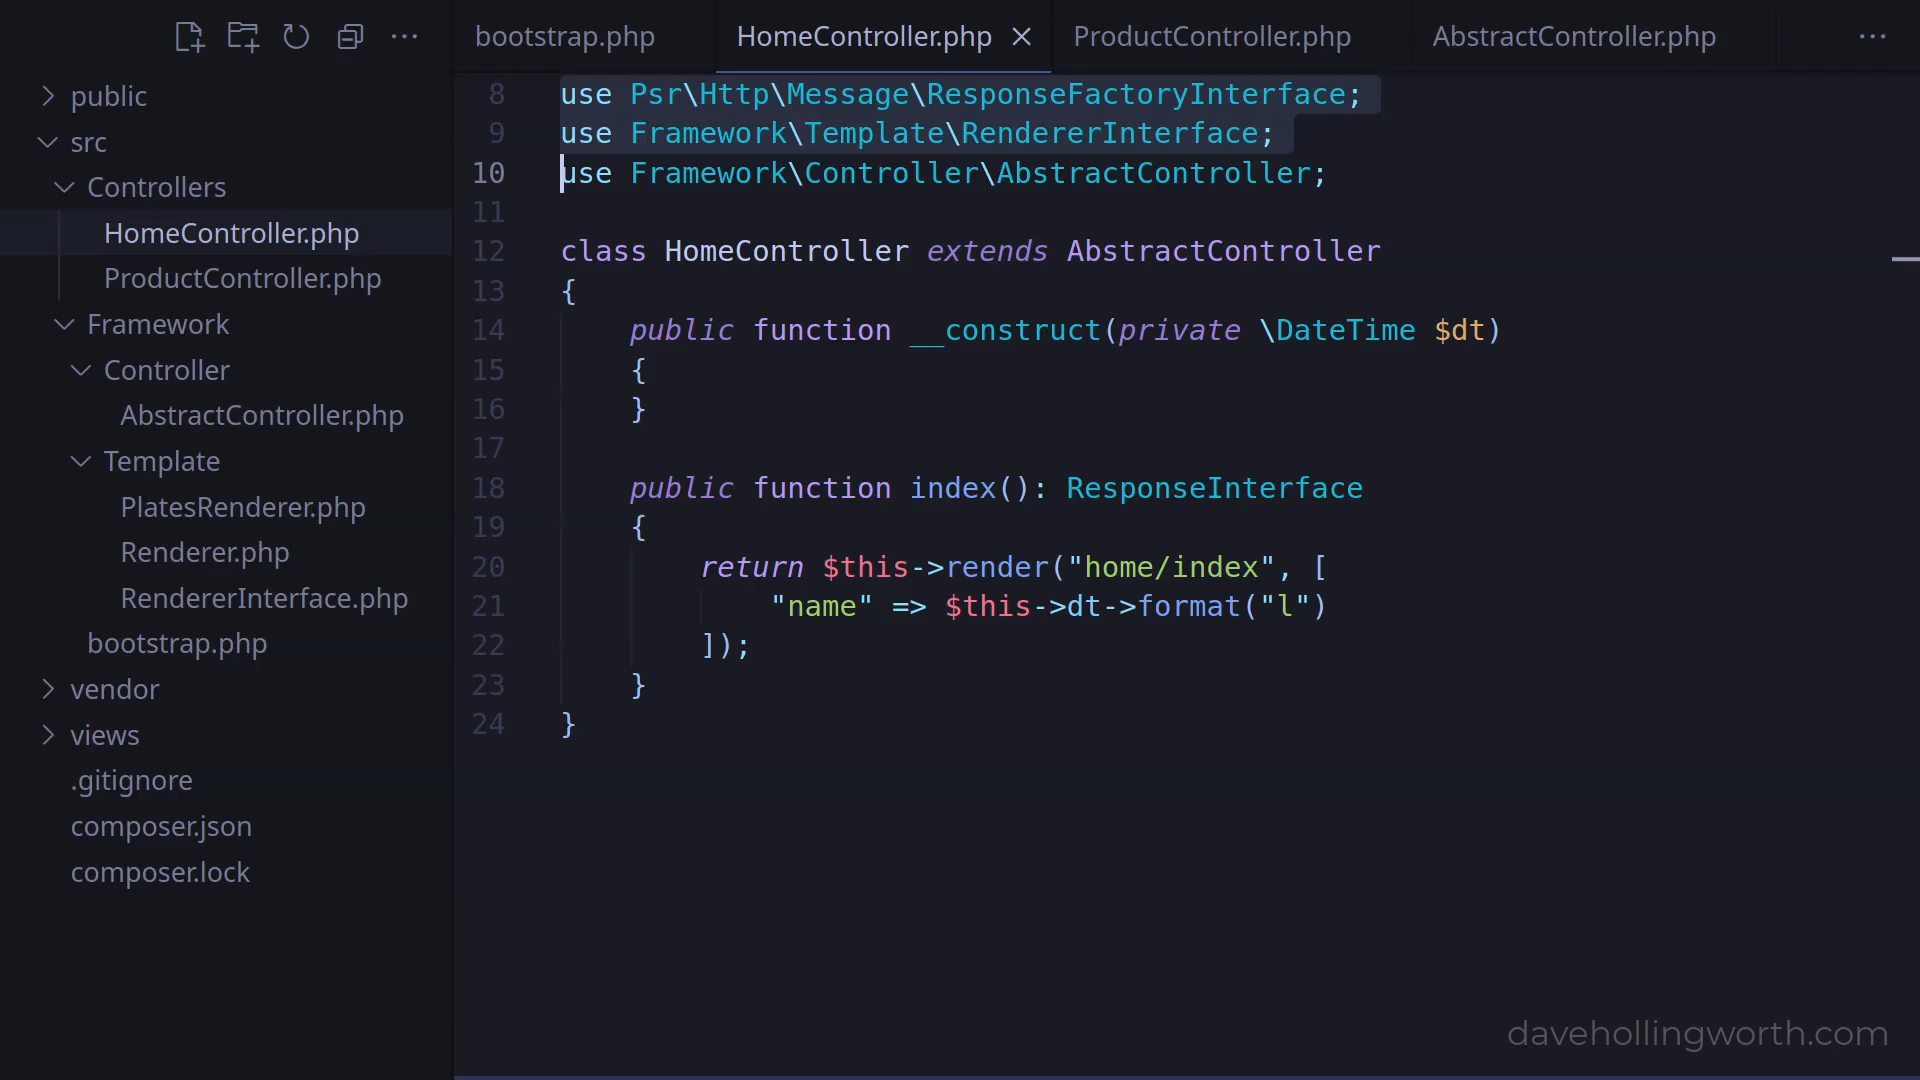 bootstrap.php
HomeController.php
ProductController.php
AbstractController.php
public
src
Controllers
HomeController.php
ProductController.php
Framework
Controller
AbstractController.php
Template
PlatesRenderer.php
Renderer.php
RendererInterface.php
bootstrap.php
vendor
views
.gitignore
composer.json
composer.lock
8 use Psr\Http\Message\ResponseFactoryInterface;
9 use Framework\Template\RendererInterface;
10 use Framework\Controller\AbstractController;
11
12 class HomeController extends AbstractController
13 {
14     public function __construct(private \DateTime $dt)
15     {
16     }
17
18     public function index(): ResponseInterface
19     {
20         return $this->render("home/index", [
21             "name" => $this->dt->format("l")
22         ]);
23     }
24 }
davehollingworth.com